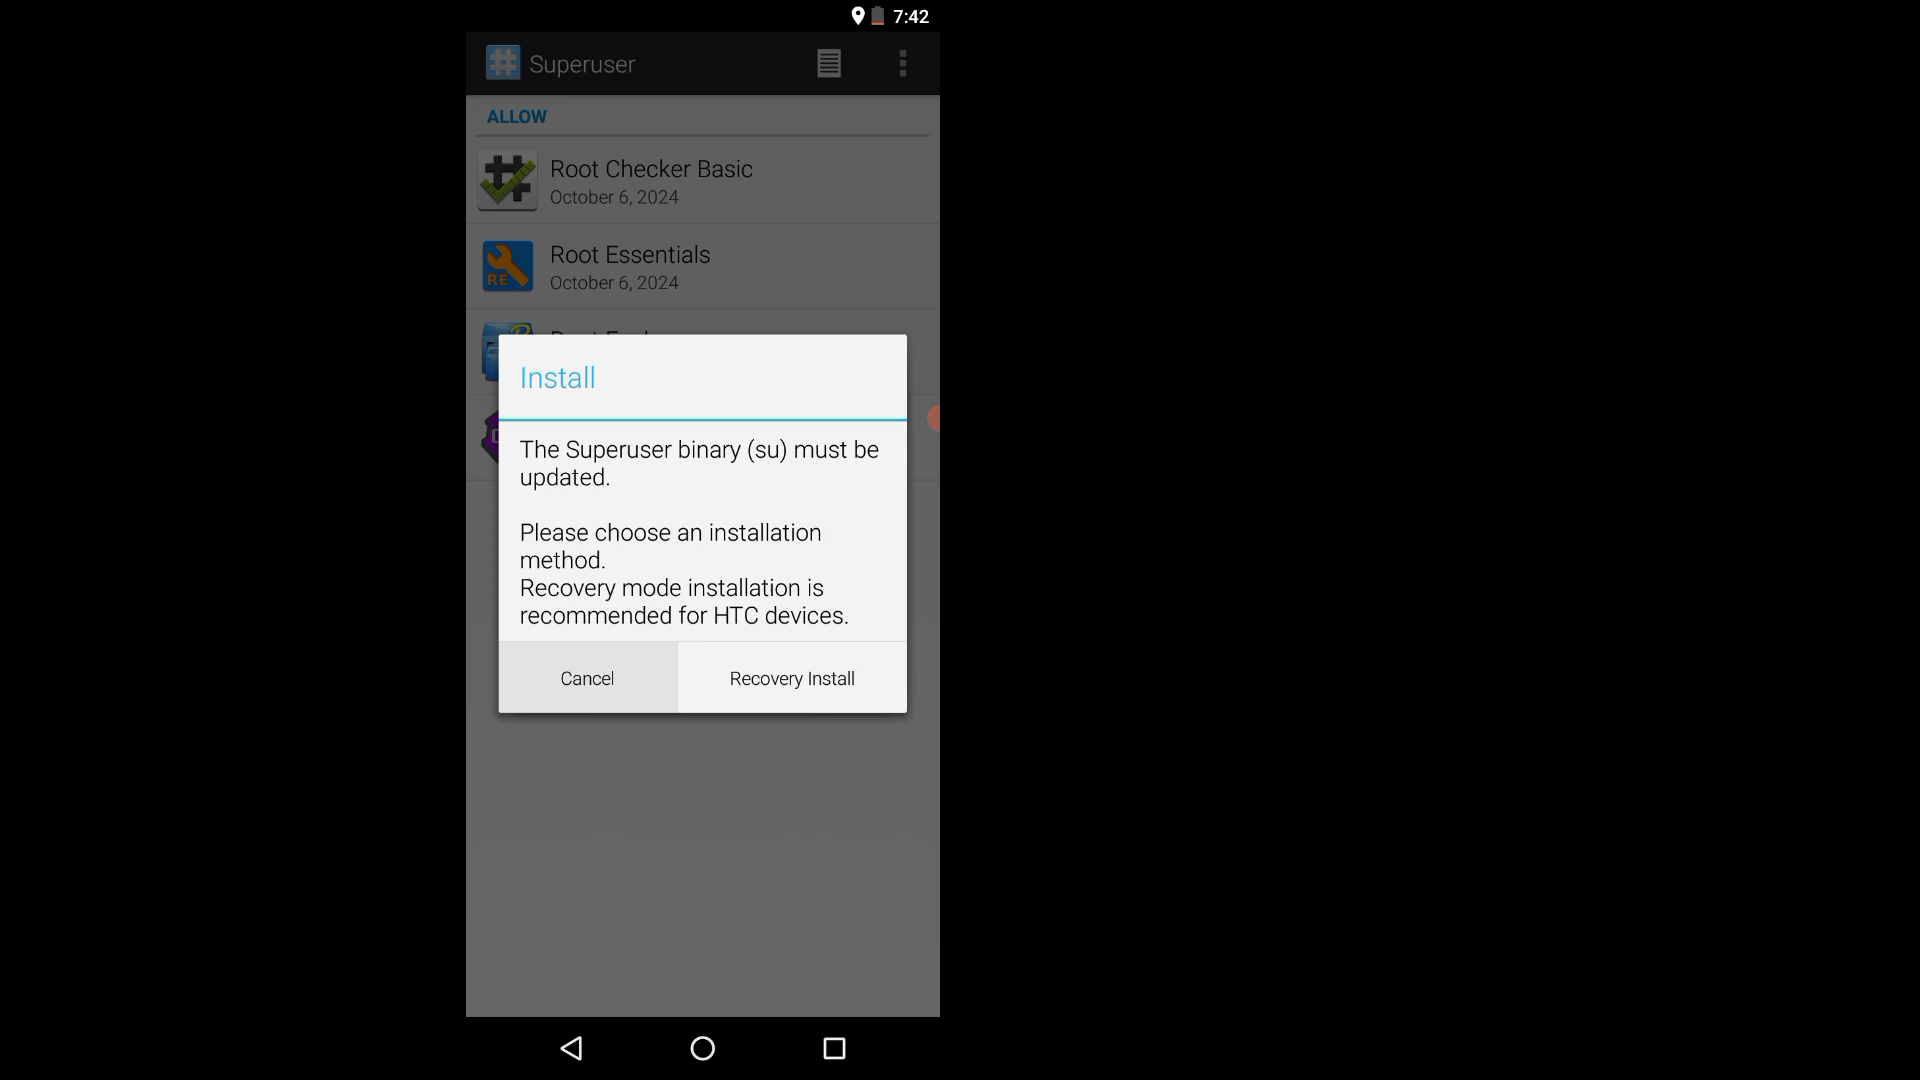 7:42
Superuser
ALLOW
Root Checker Basic
October 6, 2024
Root Essentials
October 6, 2024
RE
Install
The Superuser binary (su) must be
updated.
Please choose an installation
method.
Recovery mode installation is
recommended for HTC devices.
Cancel
Recovery Install